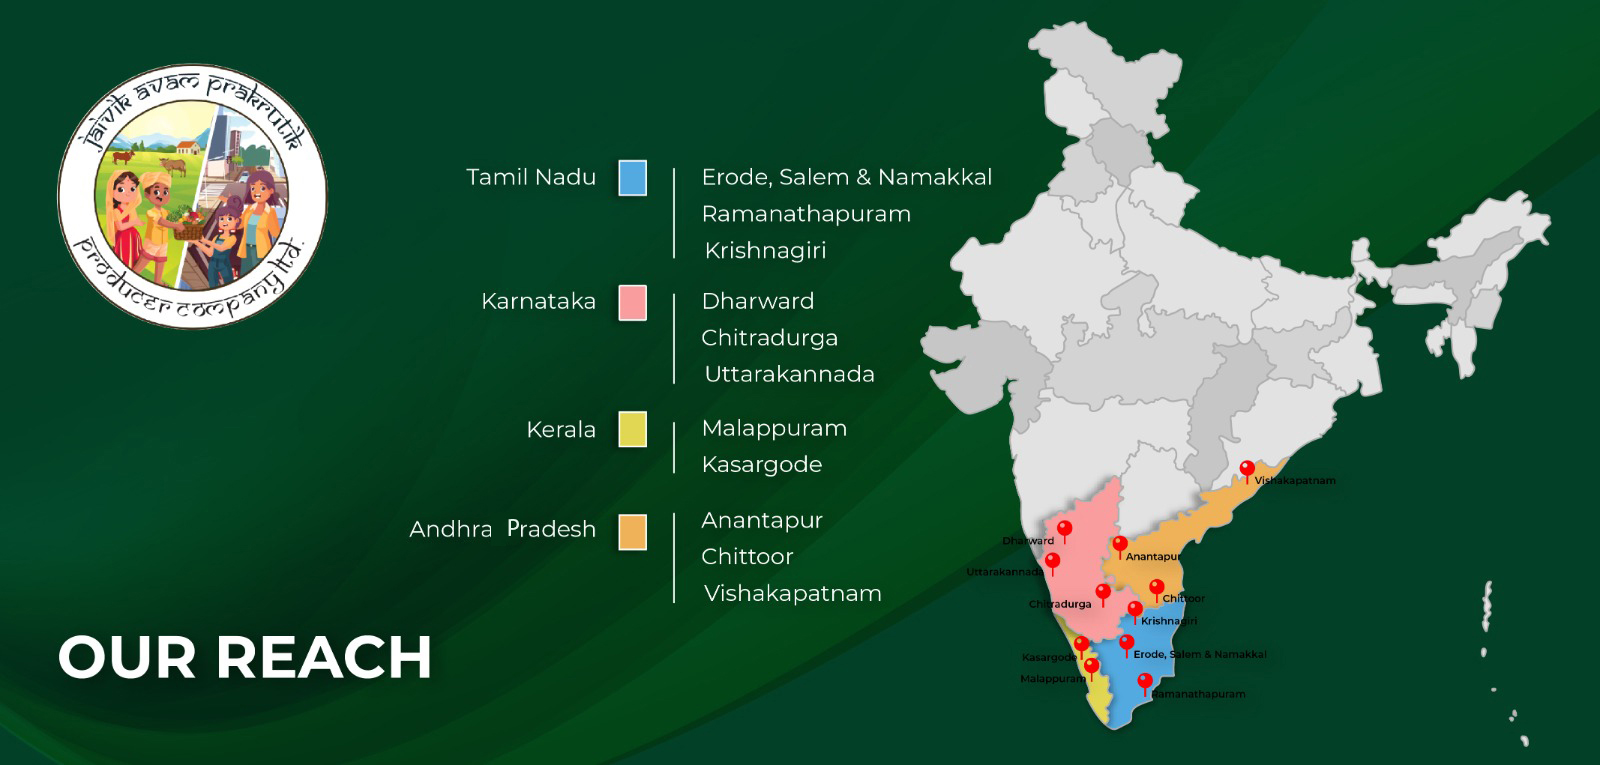 jaivik avam prakrutik
producer company ltd.
Tamil Nadu
Erode, Salem & Namakkal
Ramanathapuram
Krishnagiri
Karnataka
Dharward
Chitradurga
Uttarakannada
Kerala
Malappuram
Kasargode
Andhra Pradesh
Anantapur
Chittoor
Vishakapatnam
OUR REACH
Vishakapatnam
Dharward
Anantapur
Uttarakannada
Chittoor
Chitradurga
Krishnagiri
Erode, Salem & Namakkal
Kasargode
Malappuram
Ramanathapuram